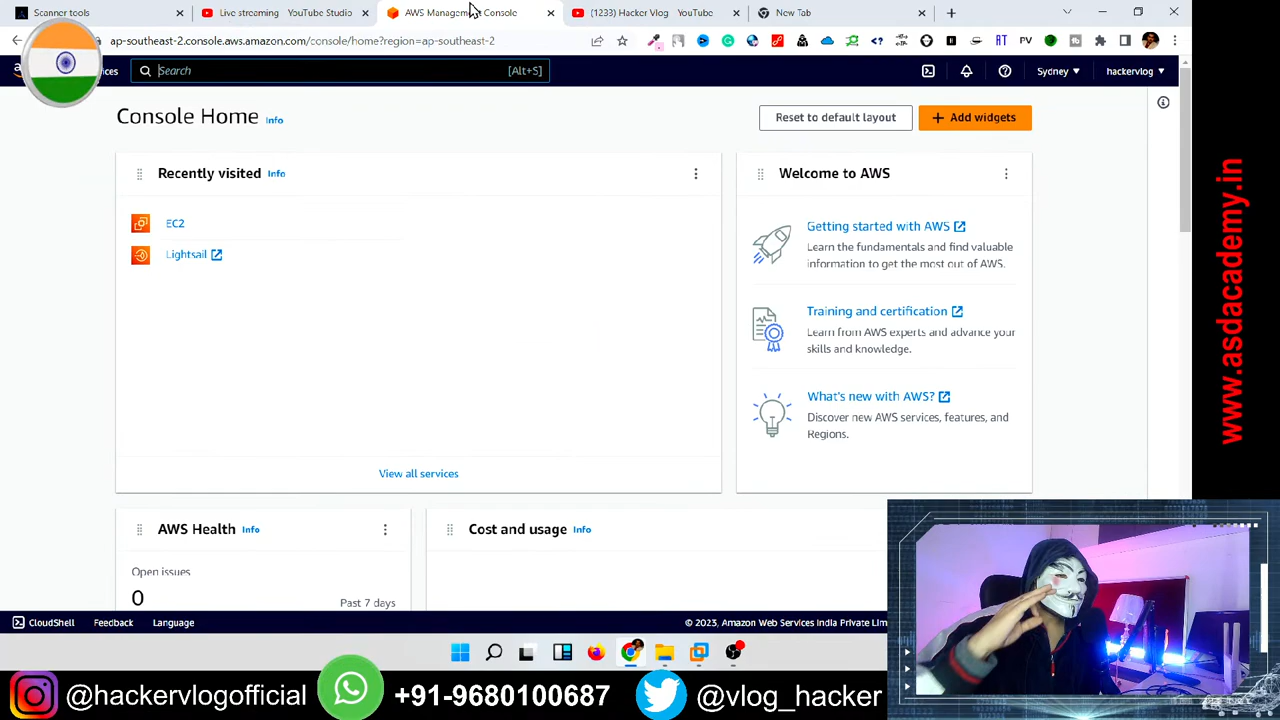 Scanner tools
Live streaming - YouTube Studio
AWS Management Console
(1233) Hacker Vlog - YouTube
New Tab
ap-southeast-2.console.aws.amazon.com/console/home?region=ap-southeast-2
Search
[Alt+S]
Sydney
hackervlog
Console Home
Info
Reset to default layout
Add widgets
Recently visited
Info
EC2
Lightsail
View all services
Welcome to AWS
Getting started with AWS
Learn the fundamentals and find valuable
information to get the most out of AWS.
Training and certification
Learn from AWS experts and advance your
skills and knowledge.
What's new with AWS?
Discover new AWS services, features, and
Regions.
AWS Health
Info
Open issues
0
Past 7 days
Cost and usage
Info
CloudShell
Feedback
Language
© 2023, Amazon Web Services India Private
@hackervlogofficial
+91-9680100687
@vlog_hacker
www.asdacademy.in